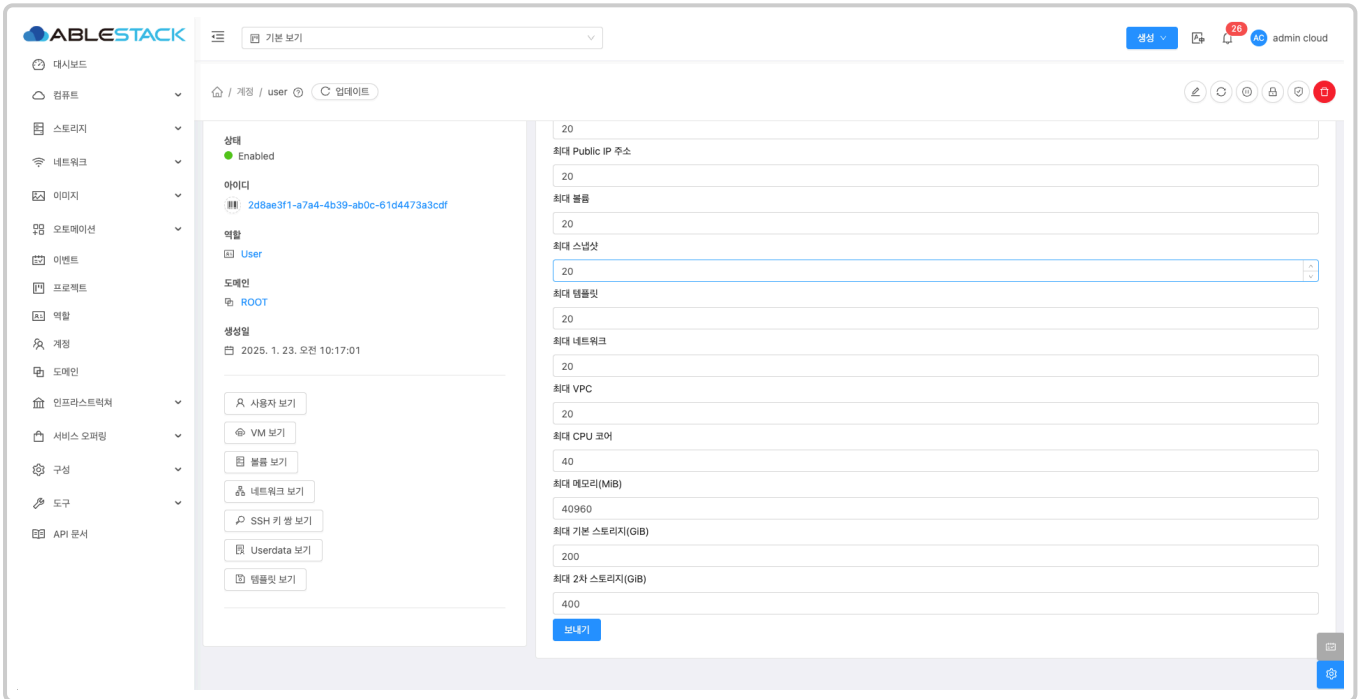 ABLESTACK
기본 보기
생성
26
AC
admin cloud
대시보드
컴퓨트
스토리지
네트워크
이미지
오토메이션
이벤트
프로젝트
역할
계정
도메인
인프라스트럭쳐
서비스 오퍼링
구성
도구
API 문서
/ 계정 / user
업데이트
상태
Enabled
아이디
2d8ae3f1-a7a4-4b39-ab0c-61d4473a3cdf
역할
User
도메인
ROOT
생성일
2025. 1. 23. 오전 10:17:01
사용자 보기
VM 보기
볼륨 보기
네트워크 보기
SSH 키 쌍 보기
Userdata 보기
템플릿 보기
20
최대 Public IP 주소
20
최대 볼륨
20
최대 스냅샷
20
최대 템플릿
20
최대 네트워크
20
최대 VPC
20
최대 CPU 코어
40
최대 메모리(MiB)
40960
최대 기본 스토리지(GiB)
200
최대 2차 스토리지(GiB)
400
보내기